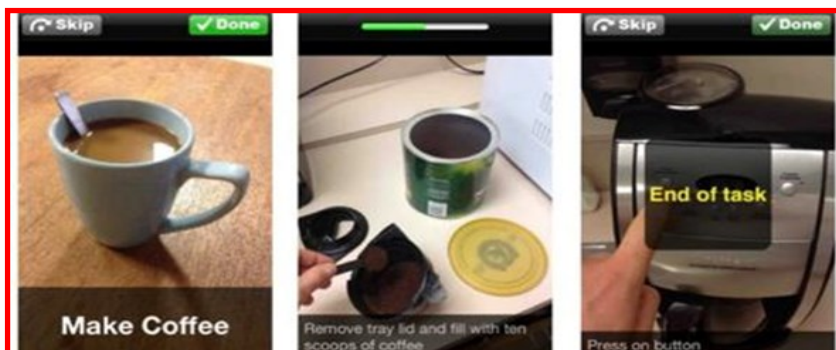 Skip
Done
Make Coffee
Remove tray lid and fill with ten
scoops of coffee
Skip
Done
End of task
Press on button